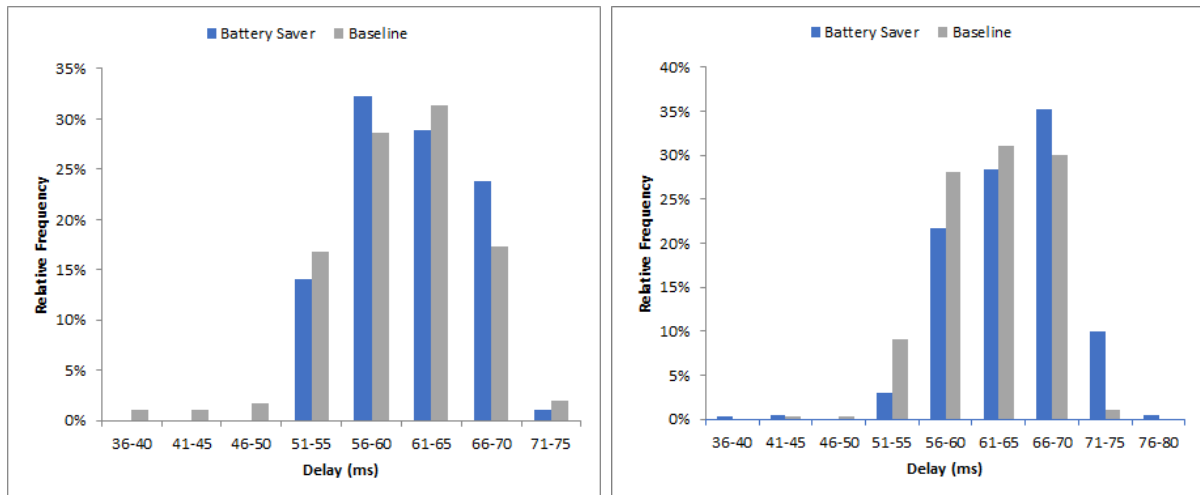 Battery Saver Baseline
35%
30%
25%
20%
15%
10%
5%
0%
Relative Frequency
36-40 41-45 46-50 51-55 56-60 61-65 66-70 71-75
Delay (ms)
Battery Saver Baseline
40%
35%
30%
25%
20%
15%
10%
5%
0%
Relative Frequency
36-40 41-45 46-50 51-55 56-60 61-65 66-70 71-75 76-80
Delay (ms)